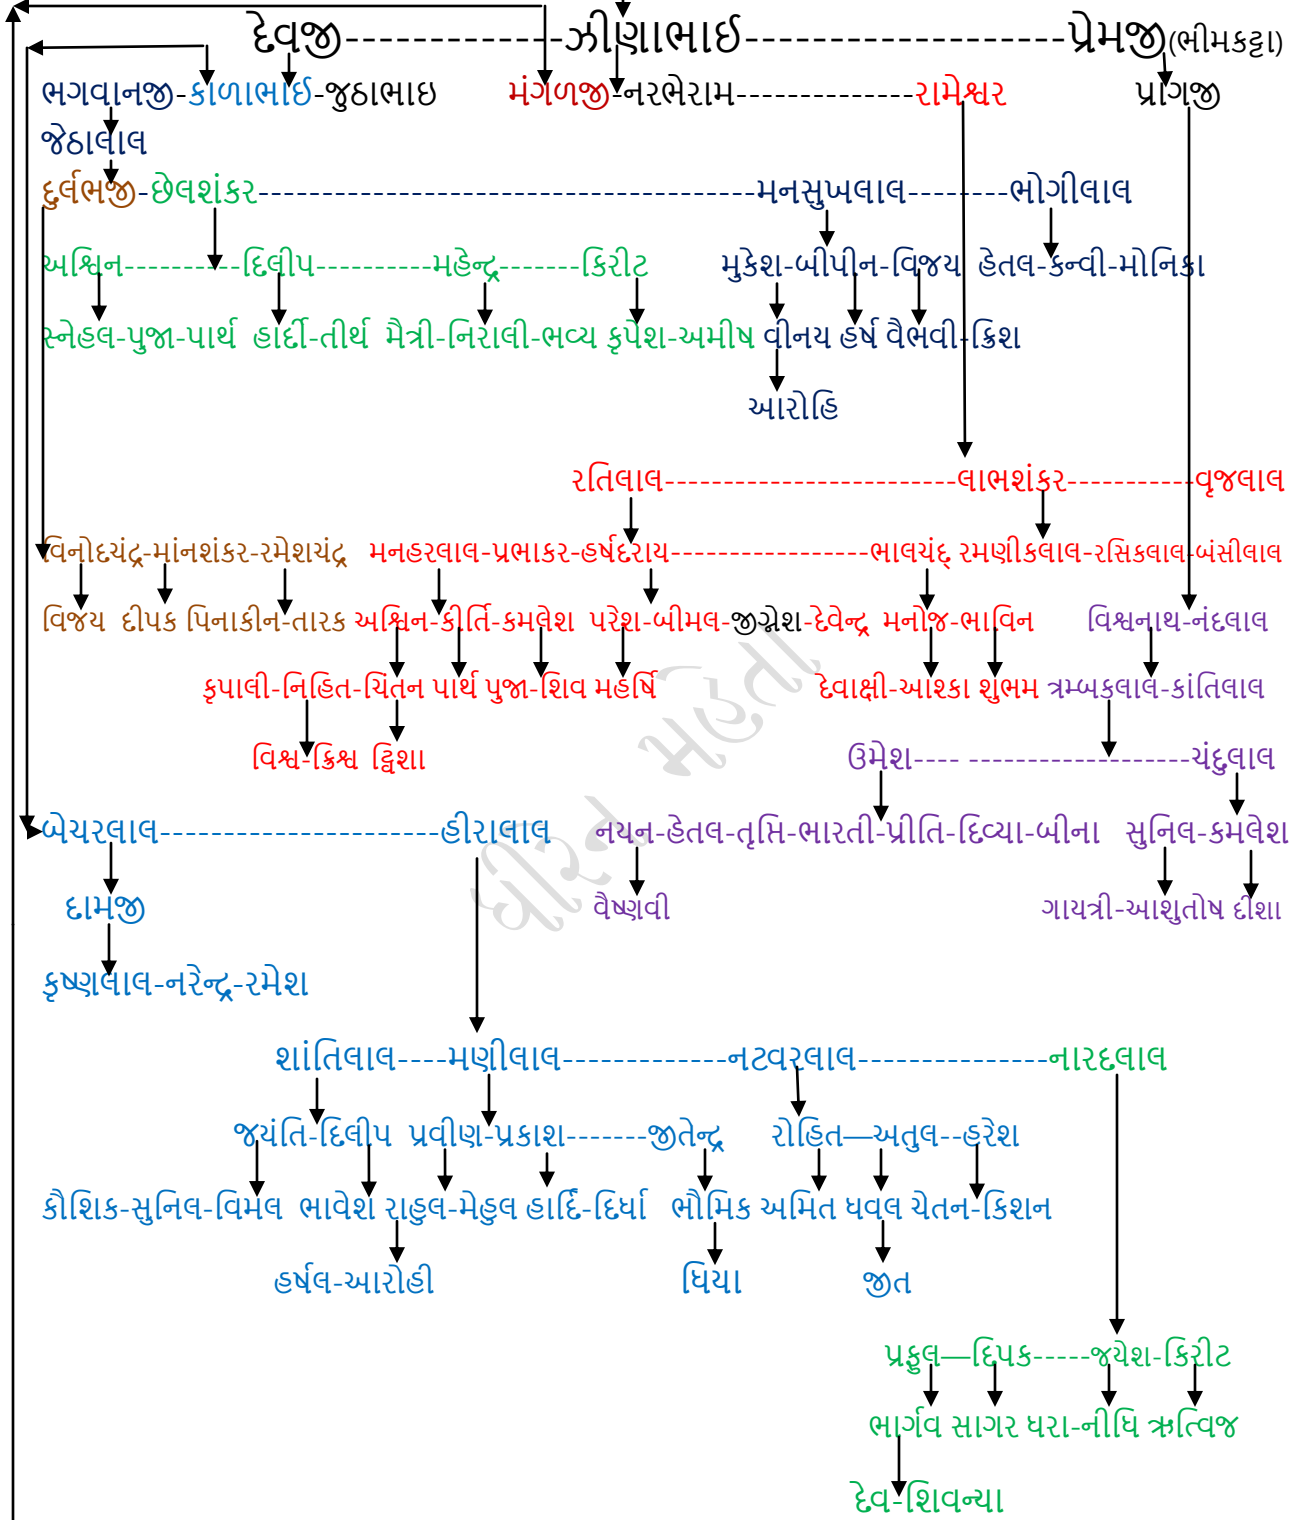 દેવજી-------------ઝીણાભાઈ-------------------પ્રેમજી(ભીમકટ્ટા)
ભગવાનજી-કાળાભાઈ-જુઠાભાઇ મંગળજી-નરભેરામ--------------રામેશ્વર પ્રાગજી
જેઠાલાલ
દુર્લભજી-છેલશંકર---------------------------------------મનસુખલાલ--------ભોગીલાલ
અશ્વિન----------દિલીપ----------મહેન્દ્ર-------કિરીટ મુકેશ-બીપીન-વિજય હેતલ-કન્વી-મોનિકા
સ્નેહલ-પુજા-પાર્થ હાર્દી-તીર્થ મૈત્રી-નિરાલી-ભવ્ય કૃપેશ-અમીષ વીનય હર્ષ વૈભવી-ક્રિશ
આરોહિ
રતિલાલ-------------------------લાભશંકર-----------વૃજલાલ
વિનોદચંદ્ર-માંનશંકર-રમેશચંદ્ર મનહરલાલ-પ્રભાકર-હર્ષદરાય-----------------ભાલચંદ્ રમણીકલાલ-રસિકલાલ-બંસીલાલ
વિજય દીપક પિનાકીન-તારક અશ્વિન-કીર્તિ-કમલેશ પરેશ-બીમલ-જીગ્નેશ-દેવેન્દ્ર મનોજ-ભાવિન વિશ્વનાથ-નંદલાલ
કૃપાલી-નિહિત-ચિંતન પાર્થ પુજા-શિવ મહર્ષિ દેવાક્ષી-આશ્કા શુંભમ ત્રમ્બકલાલ-કાંતિલાલ
વિશ્વ-ક્રિશ્વ દ્વિશા ઉમેશ---- -------------------ચંદુલાલ
બેચરલાલ----------------------હીરાલાલ નયન-હેતલ-તૃપ્તિ-ભારતી-પ્રીતિ-દિવ્યા-બીના સુનિલ-કમલેશ
દામજી વૈષ્ણવી ગાયત્રી-આશુતોષ દીશા
કૃષ્ણલાલ-નરેન્દ્ર-રમેશ
શાંતિલાલ----મણીલાલ-------------નટવરલાલ---------------નારદલાલ
જયંતિ-દિલીપ પ્રવીણ-પ્રકાશ-------જીતેન્દ્ર રોહિત—અતુલ--હરેશ
કૌશિક-સુનિલ-વિમલ ભાવેશ રાહુલ-મેહુલ હાર્દિ-દિર્ધા ભૌમિક અમિત ધવલ ચેતન-કિશન
હર્ષલ-આરોહી ધિયા જીત
પ્રફુલ—દિપક-----જયેશ-કિરીટ
ભાર્ગવ સાગર ધરા-નીધિ ઋત્વિજ
દેવ-શિવન્યા
ધીરન મહેતા